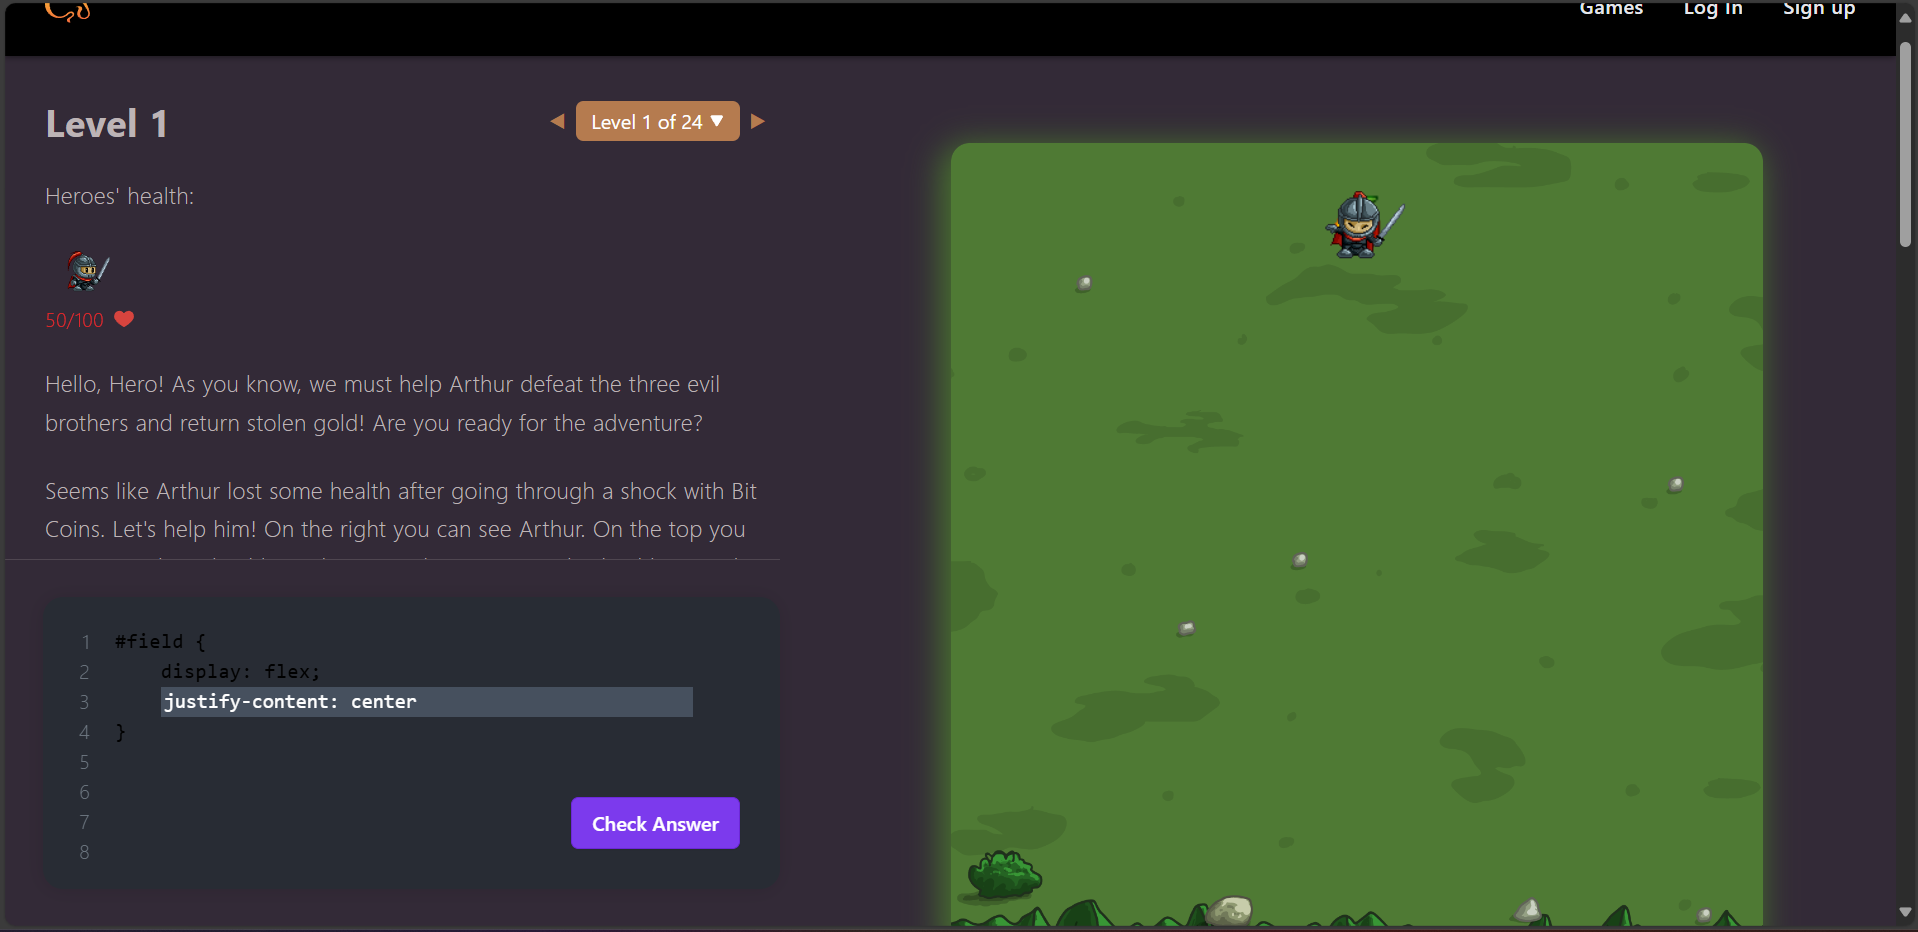 Games Log In Sign up
Level 1
Level 1 of 24
Heroes' health:
50/100
Hello, Hero! As you know, we must help Arthur defeat the three evil
brothers and return stolen gold! Are you ready for the adventure?
Seems like Arthur lost some health after going through a shock with Bit
Coins. Let's help him! On the right you can see Arthur. On the top you
1 #field {
2 display: flex;
3 justify-content: center
4 }
5
6
7
8
Check Answer